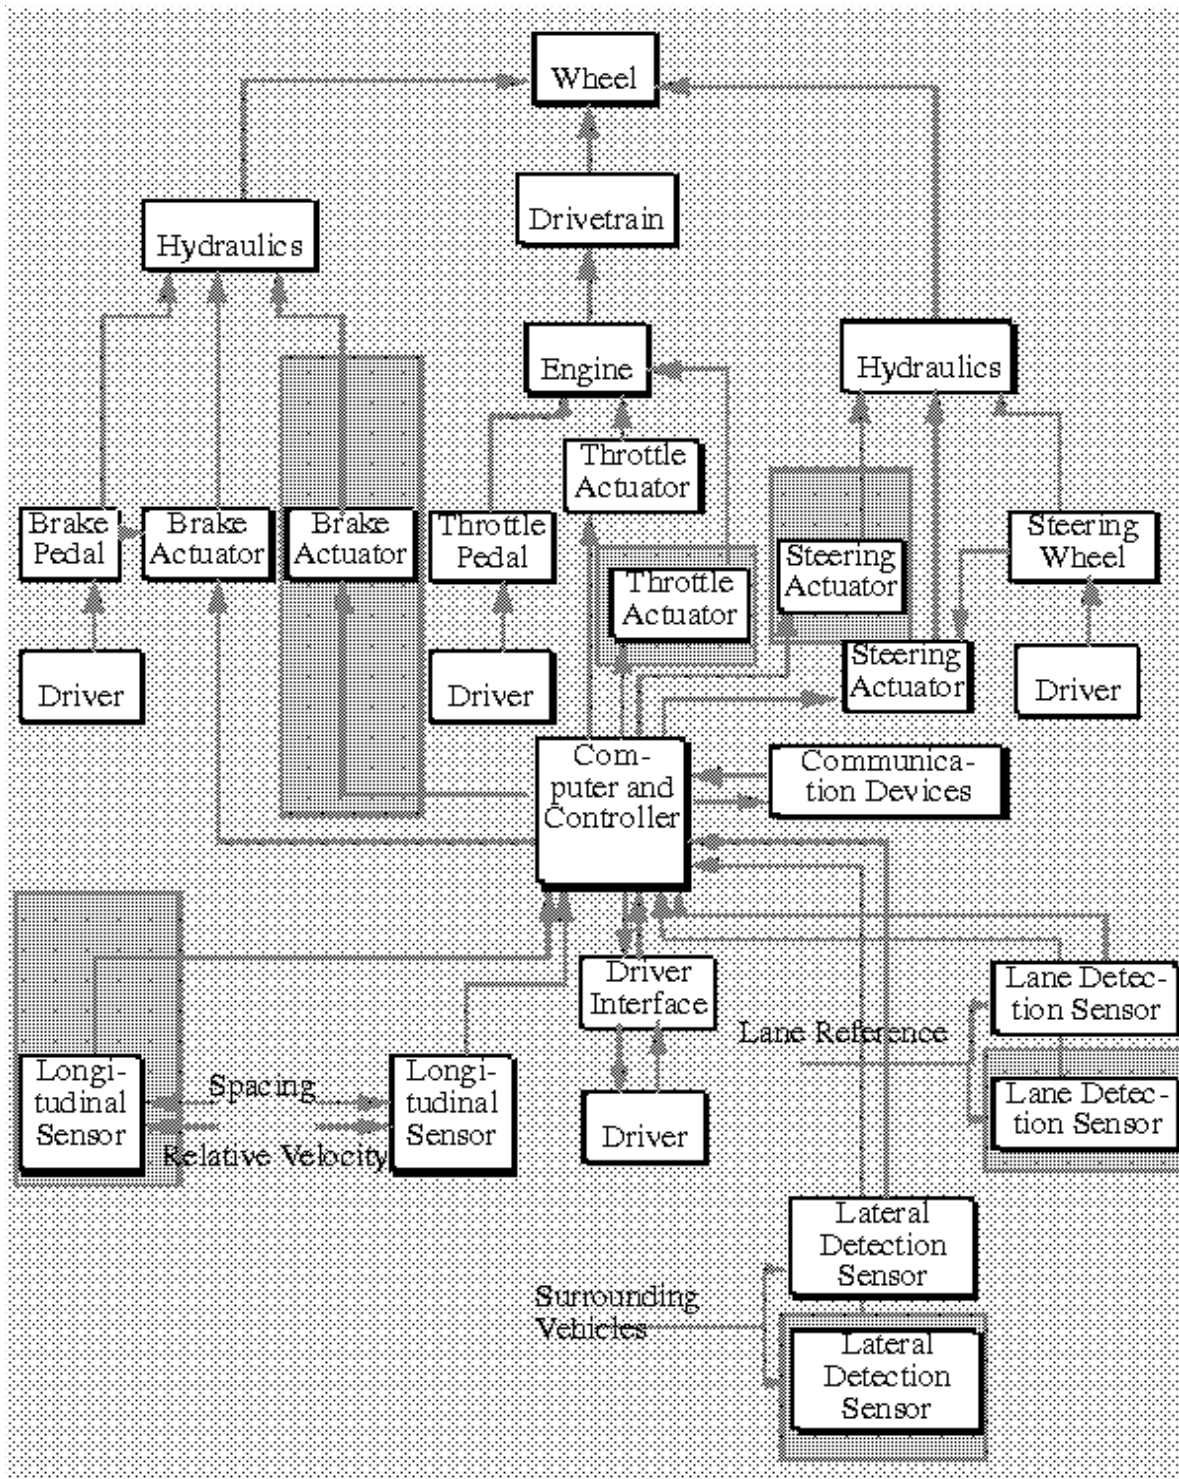 Wheel
Drivetrain
Hydraulics
Engine
Hydraulics
Throttle
Actuator
Brake
Pedal
Brake
Actuator
Brake
Actuator
Throttle
Pedal
Steering
Wheel
Throttle
Actuator
Steering
Actuator
Driver
Driver
Steering
Actuator
Driver
Com-
puter and
Controller
Communica-
tion Devices
Driver
Interface
Lane Detec-
tion Sensor
Lane Reference
Longi-
tudinal
Sensor
Spacing
Relative Velocity
Longi-
tudinal
Sensor
Driver
Lane Detec-
tion Sensor
Lateral
Detection
Sensor
Surrounding
Vehicles
Lateral
Detection
Sensor